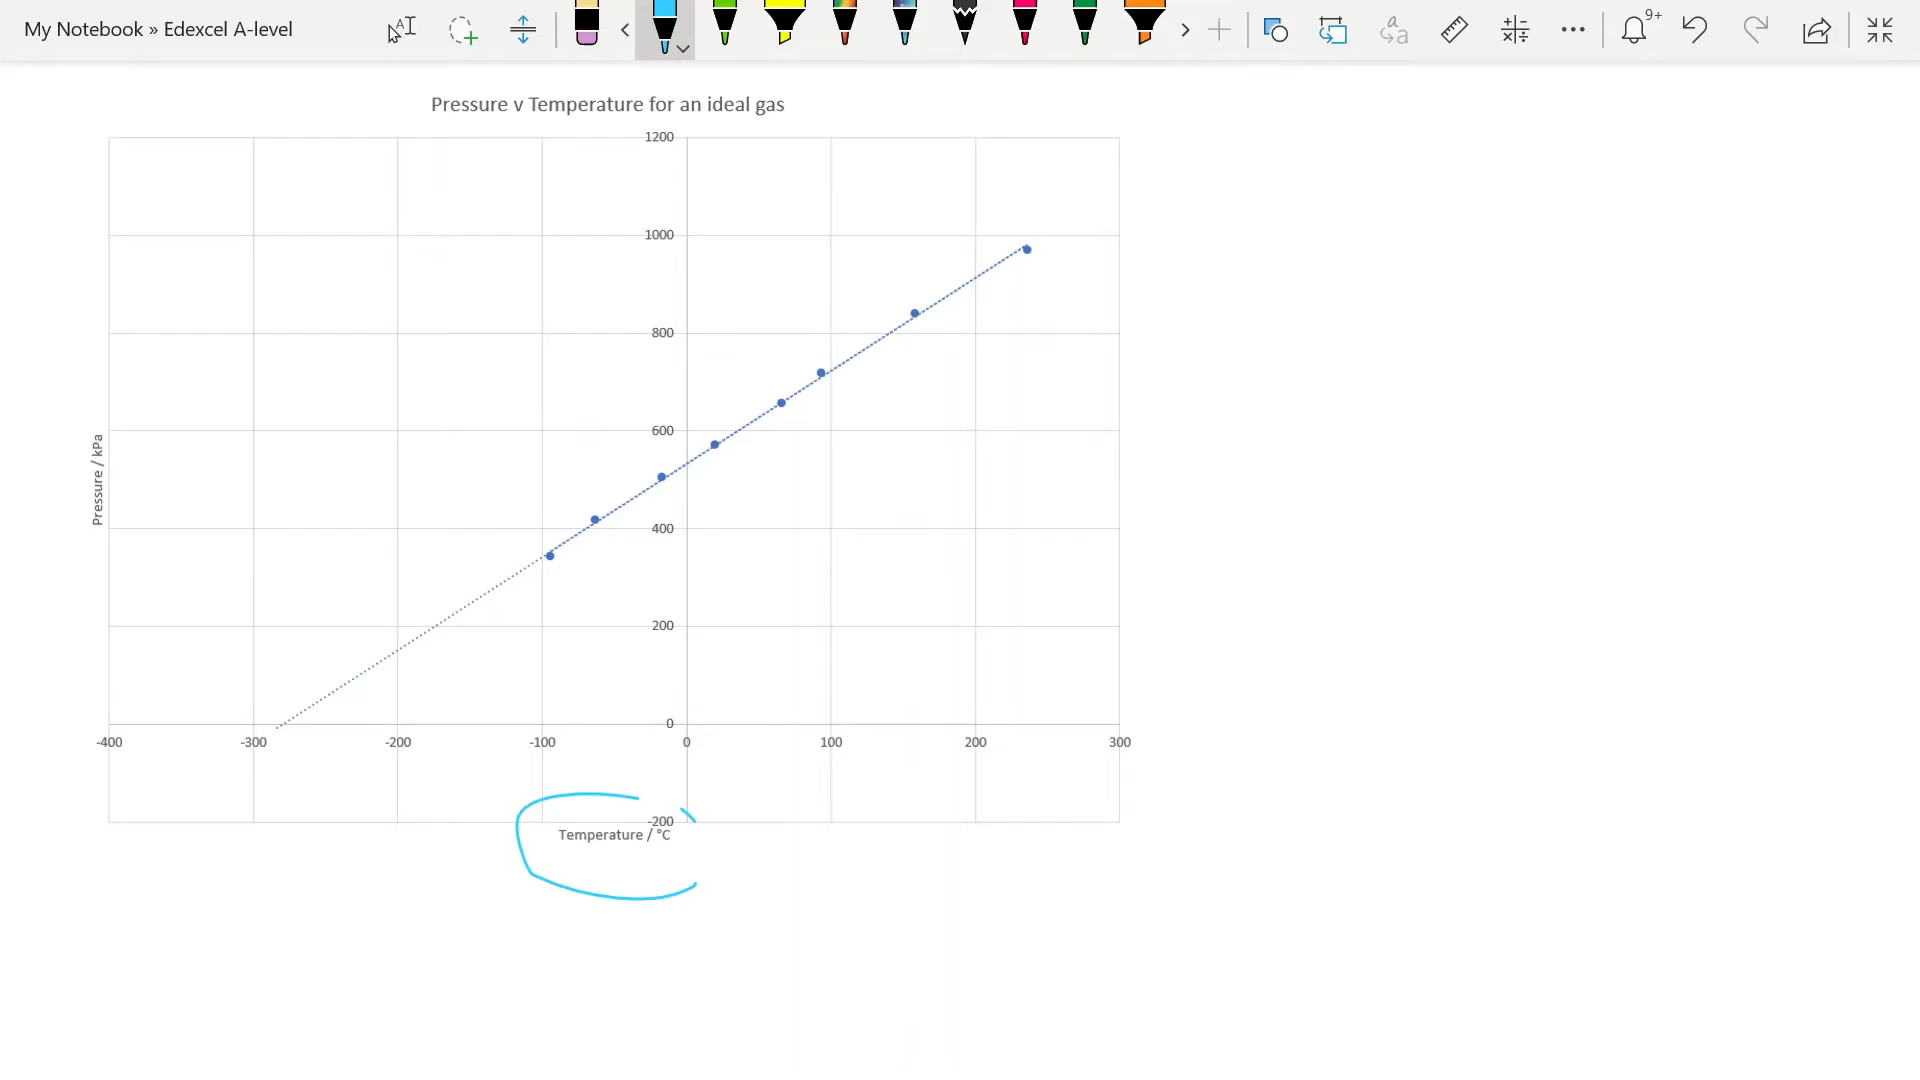 My Notebook » Edexcel A-level
9+
Pressure v Temperature for an ideal gas
1200
1000
800
600
400
200
0
-200
Pressure / kPa
-400 -300 -200 -100 0 100 200 300
Temperature / °C